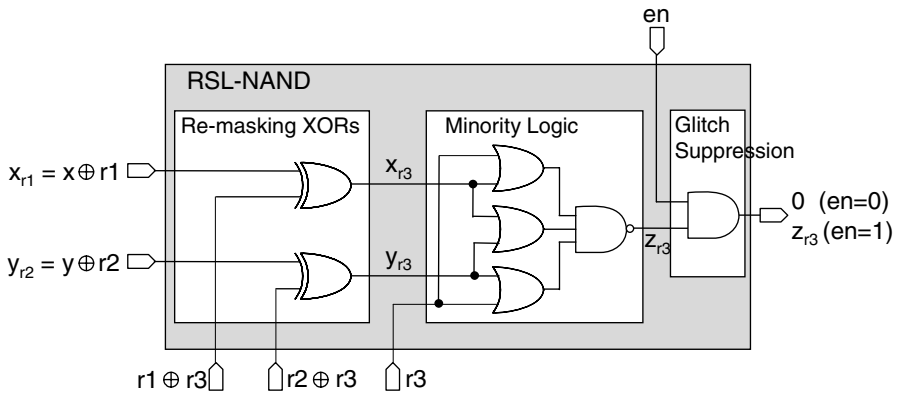 en
RSL-NAND
Re-masking XORs
Minority Logic
Glitch
Suppression
x_r1 = x ⊕ r1
x_r3
0 (en=0)
z_r3 (en=1)
z_r3
y_r2 = y ⊕ r2
y_r3
r1 ⊕ r3
r2 ⊕ r3
r3